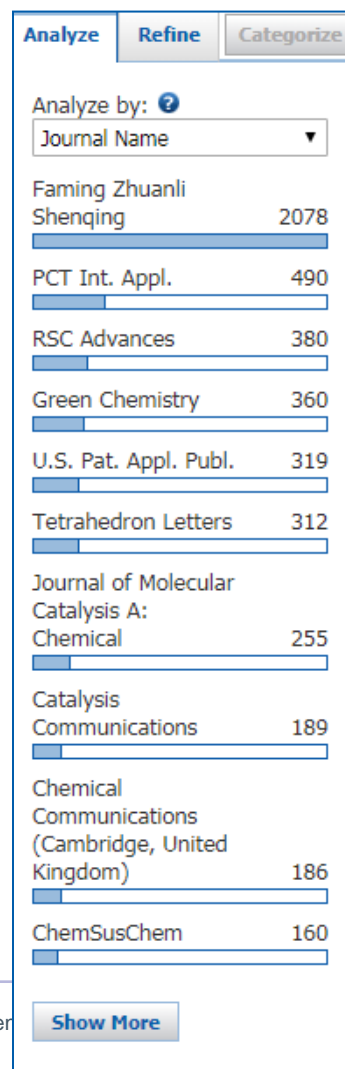 Analyze Refine Categorize
Analyze by: ?
Journal Name ▼
Faming Zhuanli
Shenqing 2078
PCT Int. Appl. 490
RSC Advances 380
Green Chemistry 360
U.S. Pat. Appl. Publ. 319
Tetrahedron Letters 312
Journal of Molecular
Catalysis A:
Chemical 255
Catalysis
Communications 189
Chemical
Communications
(Cambridge, United
Kingdom) 186
ChemSusChem 160
Show More